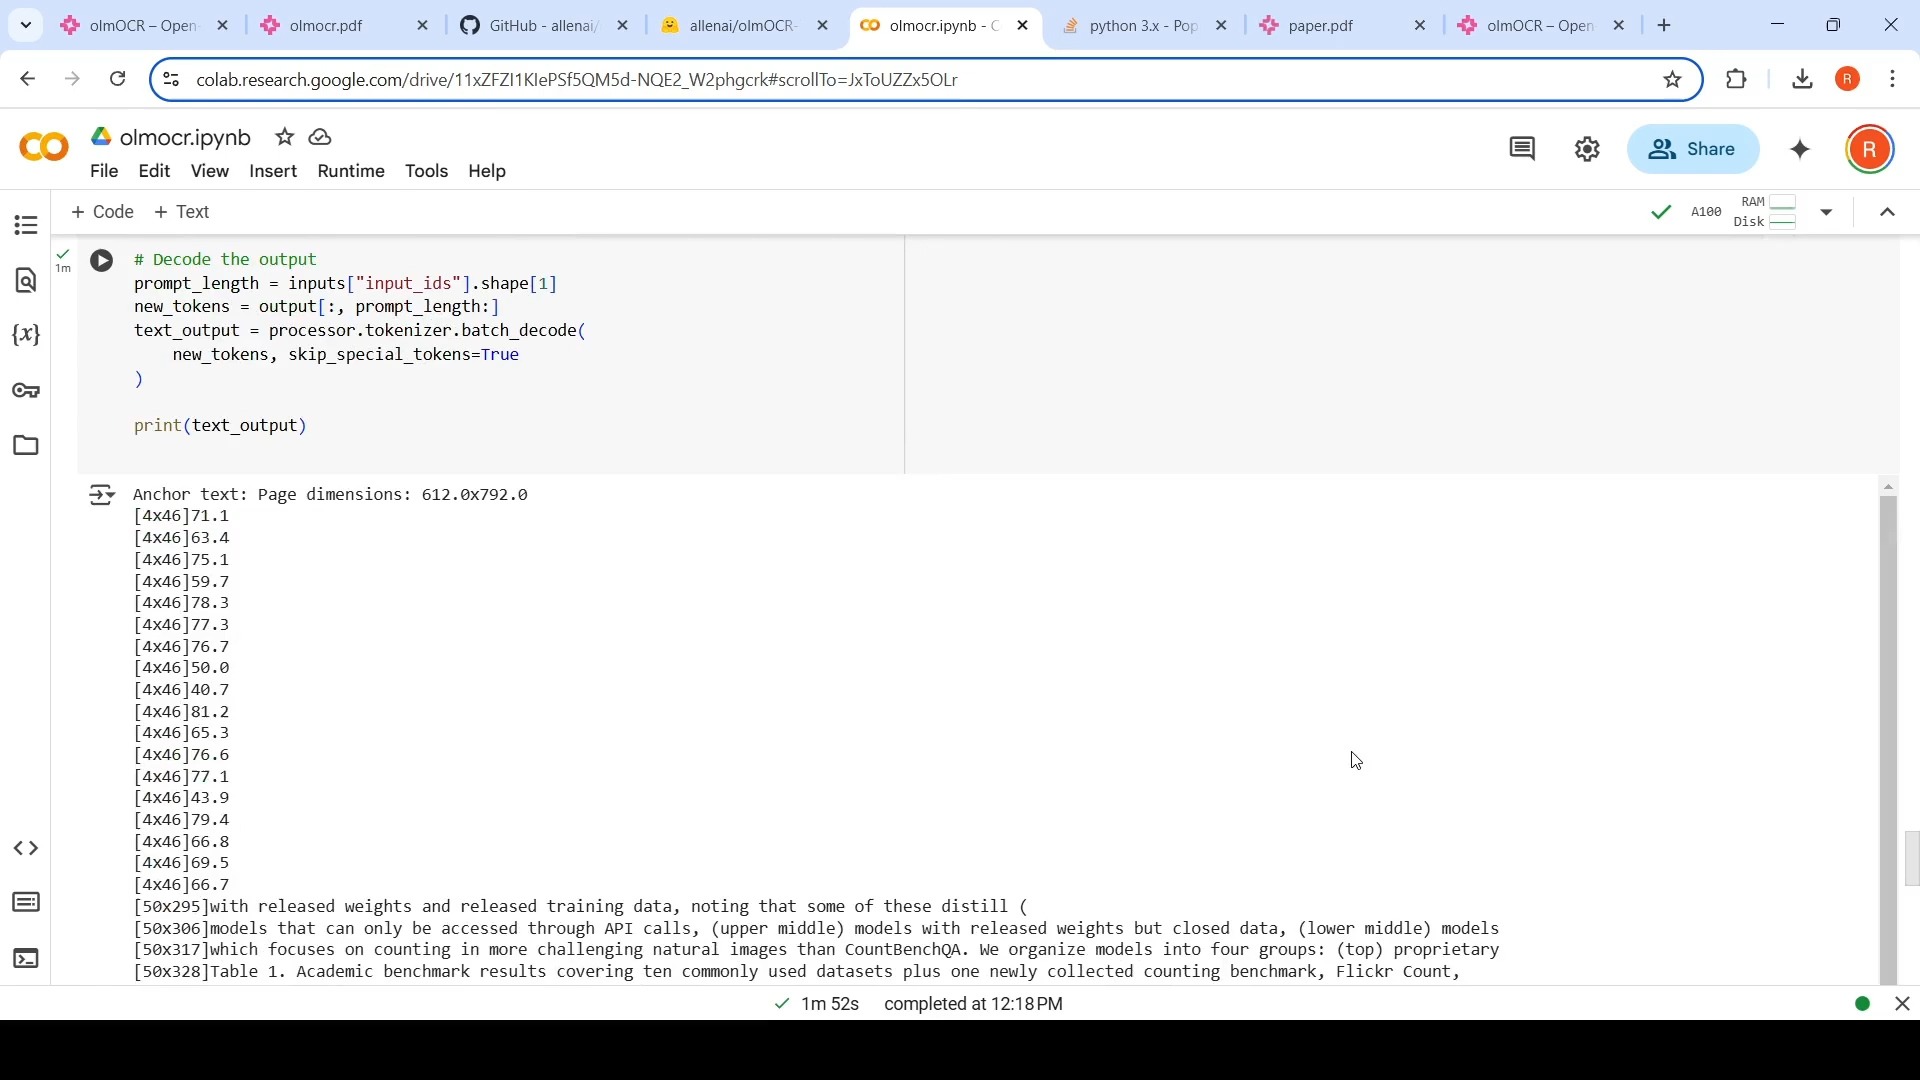 olmOCR – Open
olmocr.pdf
GitHub - allenai/
allenai/olmOCR-
olmocr.ipynb - C
python 3.x - Pop
paper.pdf
olmOCR – Open
colab.research.google.com/drive/11xZFZI1KIePSf5QM5d-NQE2_W2phgcrk#scrollTo=JxToUZZx5OLr
R
olmocr.ipynb
Share
R
File Edit View Insert Runtime Tools Help
+ Code + Text
A100
RAM
Disk
1m
# Decode the output
prompt_length = inputs["input_ids"].shape[1]
new_tokens = output[:, prompt_length:]
text_output = processor.tokenizer.batch_decode(
new_tokens, skip_special_tokens=True
)
print(text_output)
Anchor text: Page dimensions: 612.0x792.0
[4x46]71.1
[4x46]63.4
[4x46]75.1
[4x46]59.7
[4x46]78.3
[4x46]77.3
[4x46]76.7
[4x46]50.0
[4x46]40.7
[4x46]81.2
[4x46]65.3
[4x46]76.6
[4x46]77.1
[4x46]43.9
[4x46]79.4
[4x46]66.8
[4x46]69.5
[4x46]66.7
[50x295]with released weights and released training data, noting that some of these distill (
[50x306]models that can only be accessed through API calls, (upper middle) models with released weights but closed data, (lower middle) models
[50x317]which focuses on counting in more challenging natural images than CountBenchQA. We organize models into four groups: (top) proprietary
[50x328]Table 1. Academic benchmark results covering ten commonly used datasets plus one newly collected counting benchmark, Flickr Count,
1m 52s completed at 12:18 PM